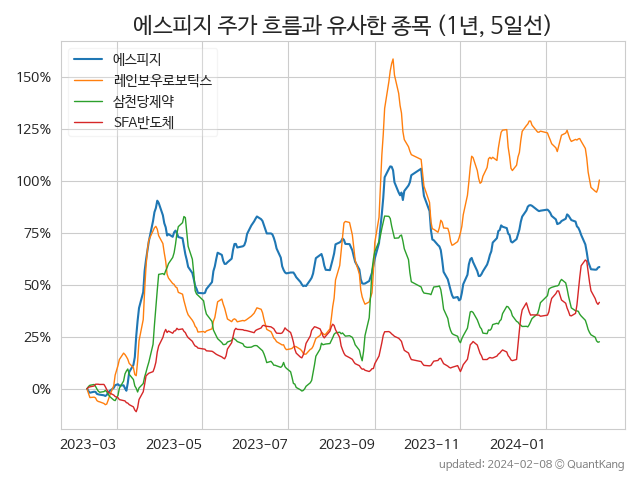 에스피지 주가 흐름과 유사한 종목 (1년, 5일선)
에스피지
레인보우로보틱스
삼천당제약
SFA반도체
150%
125%
100%
75%
50%
25%
0%
2023-03 2023-05 2023-07 2023-09 2023-11 2024-01
updated: 2024-02-08 © QuantKang